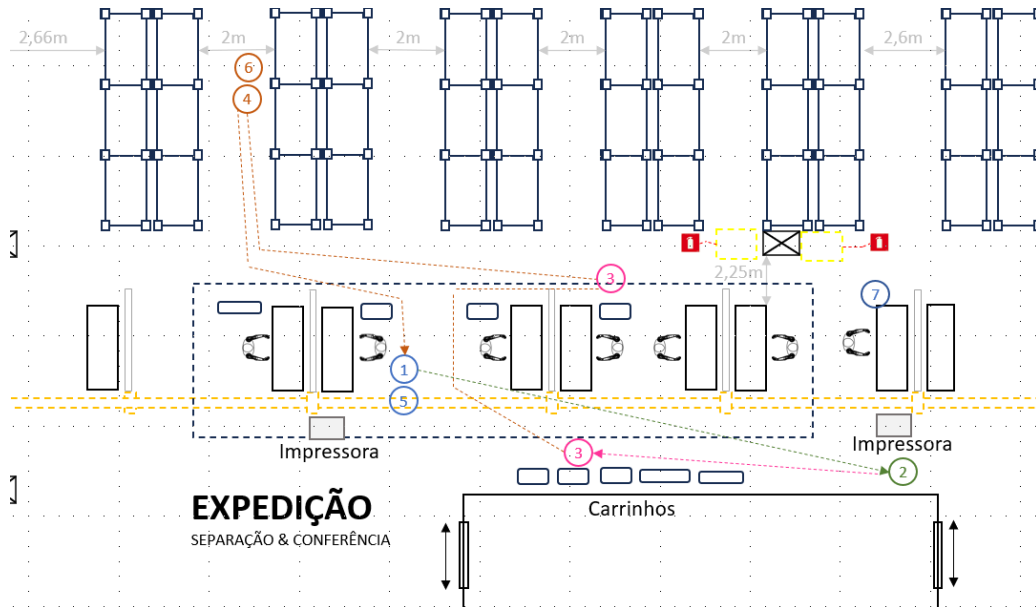 2,66m
2m
2m
2m
2m
2,6m
6
4
3
2,25m
7
1
5
Impressora
Impressora
3
2
EXPEDIÇÃO
Carrinhos
SEPARAÇÃO & CONFERÊNCIA